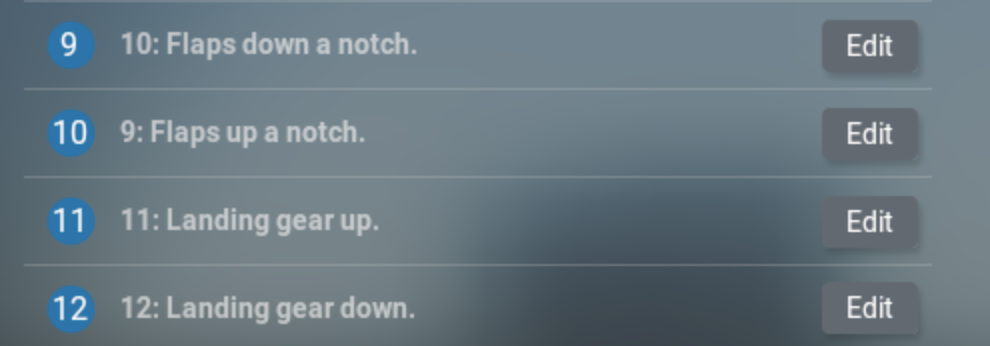 9 10: Flaps down a notch. Edit
10 9: Flaps up a notch. Edit
11 11: Landing gear up. Edit
12 12: Landing gear down. Edit